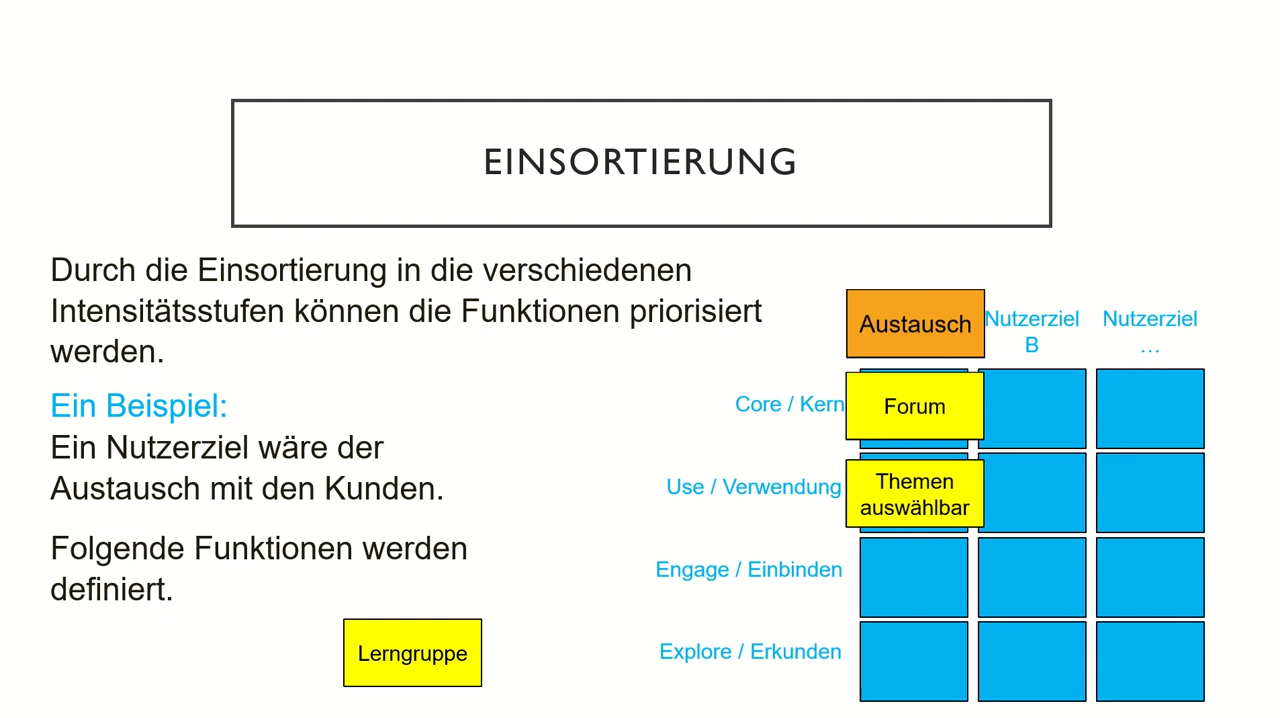 EINSORTIERUNG
Durch die Einsortierung in die verschiedenen
Intensitätsstufen können die Funktionen priorisiert
werden.
Ein Beispiel:
Ein Nutzerziel wäre der
Austausch mit den Kunden.
Folgende Funktionen werden
definiert.
Lerngruppe
Austausch
Nutzerziel
B
Nutzerziel
...
Core / Kern
Forum
Use / Verwendung
Themen
auswählbar
Engage / Einbinden
Explore / Erkunden